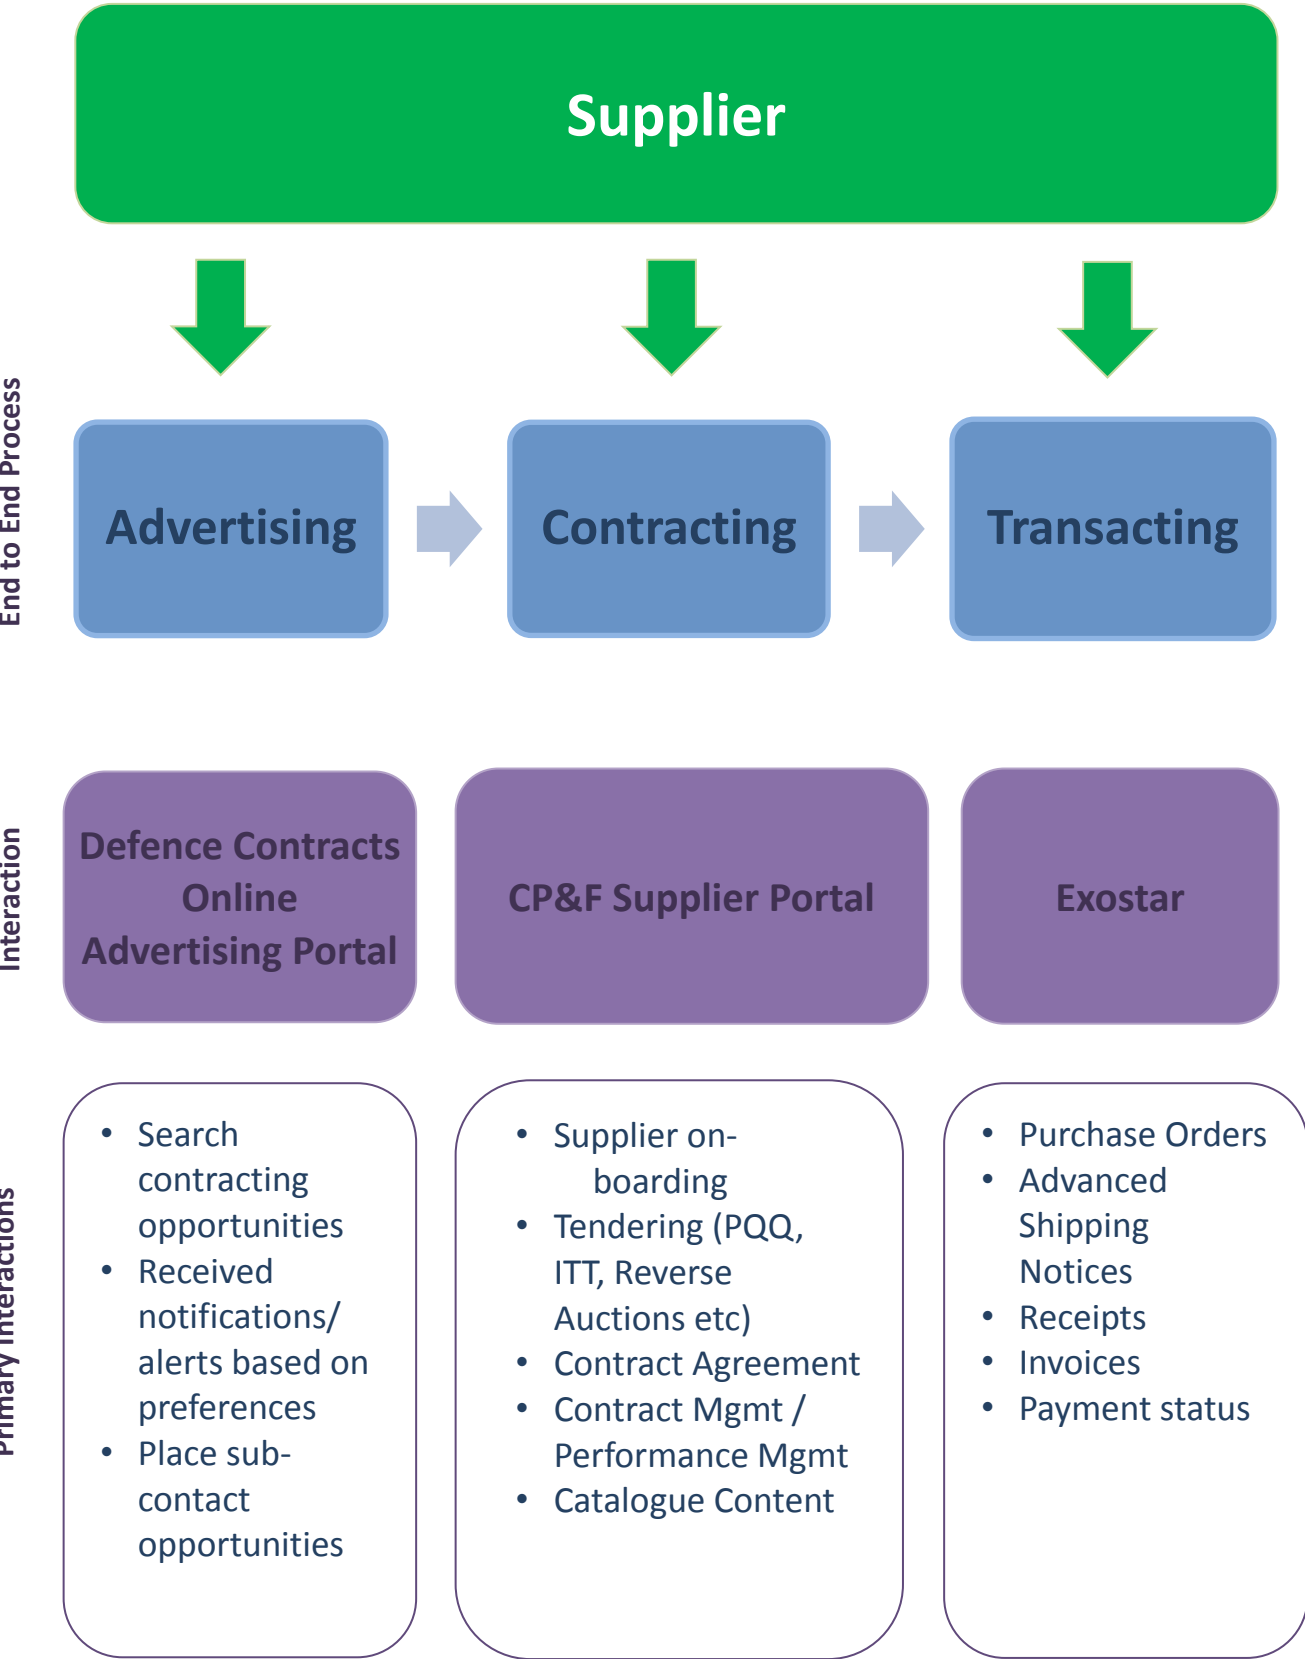 Supplier
End to End Process
Advertising
Contracting
Transacting
Interaction
Defence Contracts
Online
Advertising Portal
CP&F Supplier Portal
Exostar
Primary Interactions
• Search
contracting
opportunities
• Received
notifications/
alerts based on
preferences
• Place sub-
contact
opportunities
• Supplier on-
boarding
• Tendering (PQQ,
ITT, Reverse
Auctions etc)
• Contract Agreement
• Contract Mgmt /
Performance Mgmt
• Catalogue Content
• Purchase Orders
• Advanced
Shipping
Notices
• Receipts
• Invoices
• Payment status